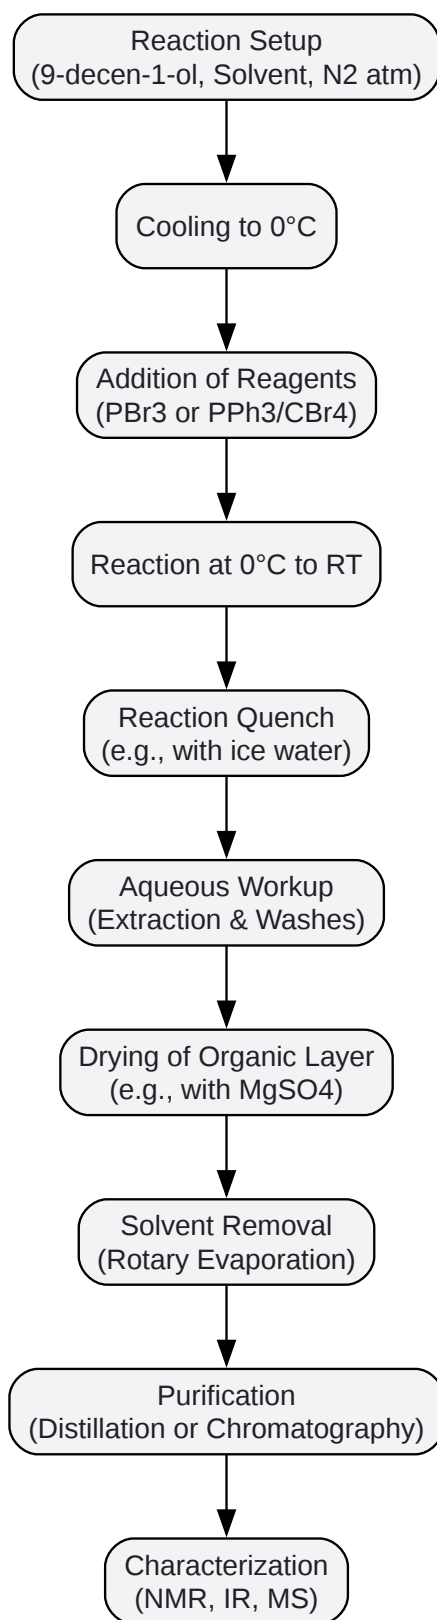 Reaction Setup
(9-decen-1-ol, Solvent, N2 atm)
Cooling to 0°C
Addition of Reagents
(PBr3 or PPh3/CBr4)
Reaction at 0°C to RT
Reaction Quench
(e.g., with ice water)
Aqueous Workup
(Extraction & Washes)
Drying of Organic Layer
(e.g., with MgSO4)
Solvent Removal
(Rotary Evaporation)
Purification
(Distillation or Chromatography)
Characterization
(NMR, IR, MS)